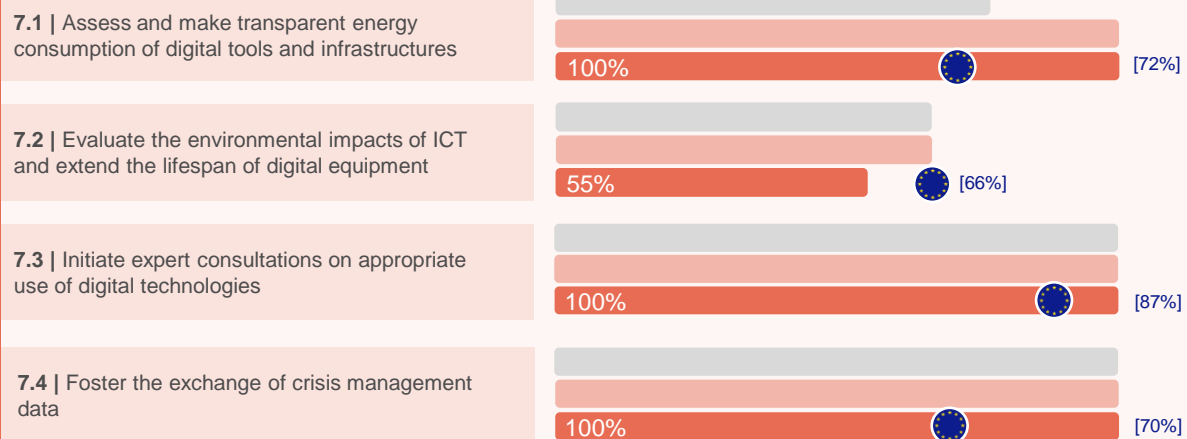 7.1 | Assess and make transparent energy
consumption of digital tools and infrastructures
100%
[72%]
7.2 | Evaluate the environmental impacts of ICT
and extend the lifespan of digital equipment
55%
[66%]
7.3 | Initiate expert consultations on appropriate
use of digital technologies
100%
[87%]
7.4 | Foster the exchange of crisis management
data
100%
[70%]